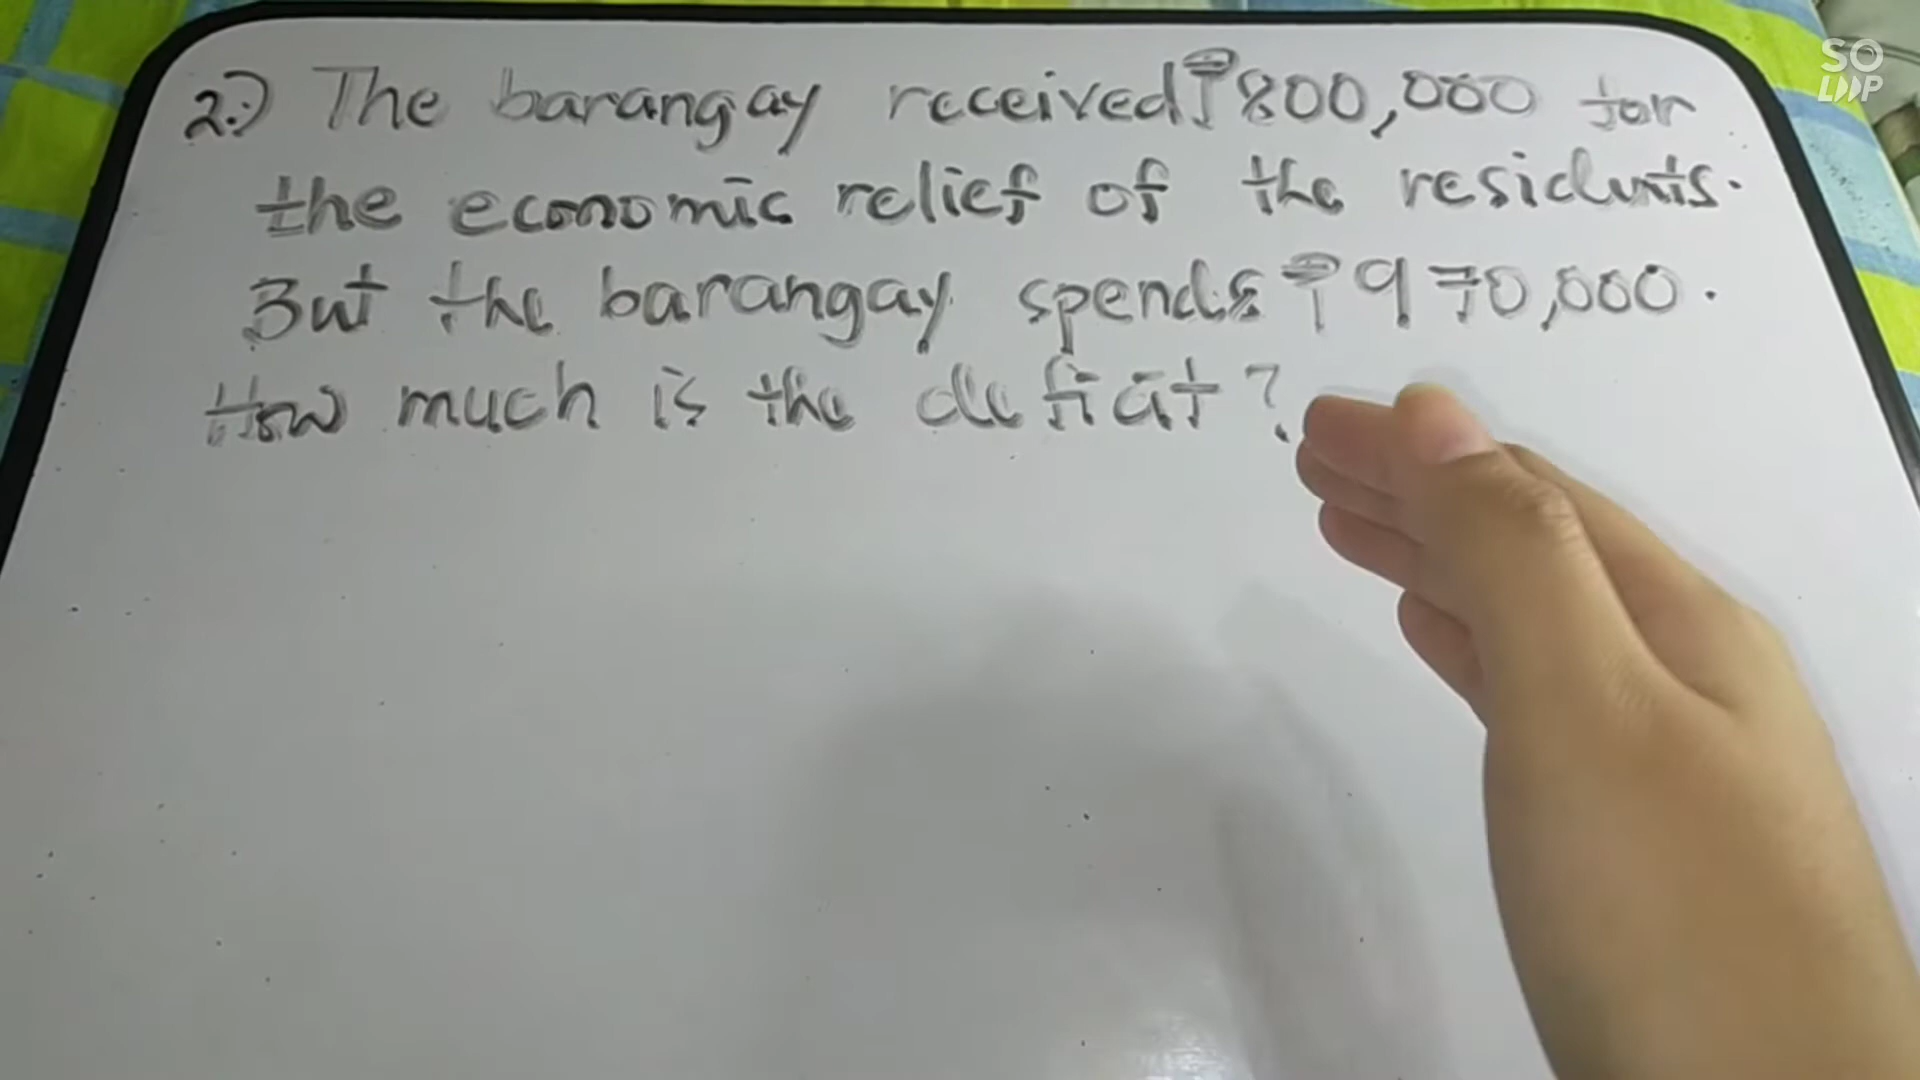 2.) The barangay received ₱800,000 for
the economic relief of the residents.
But the barangay spends ₱970,000.
How much is the deficit?
SO
LOOP